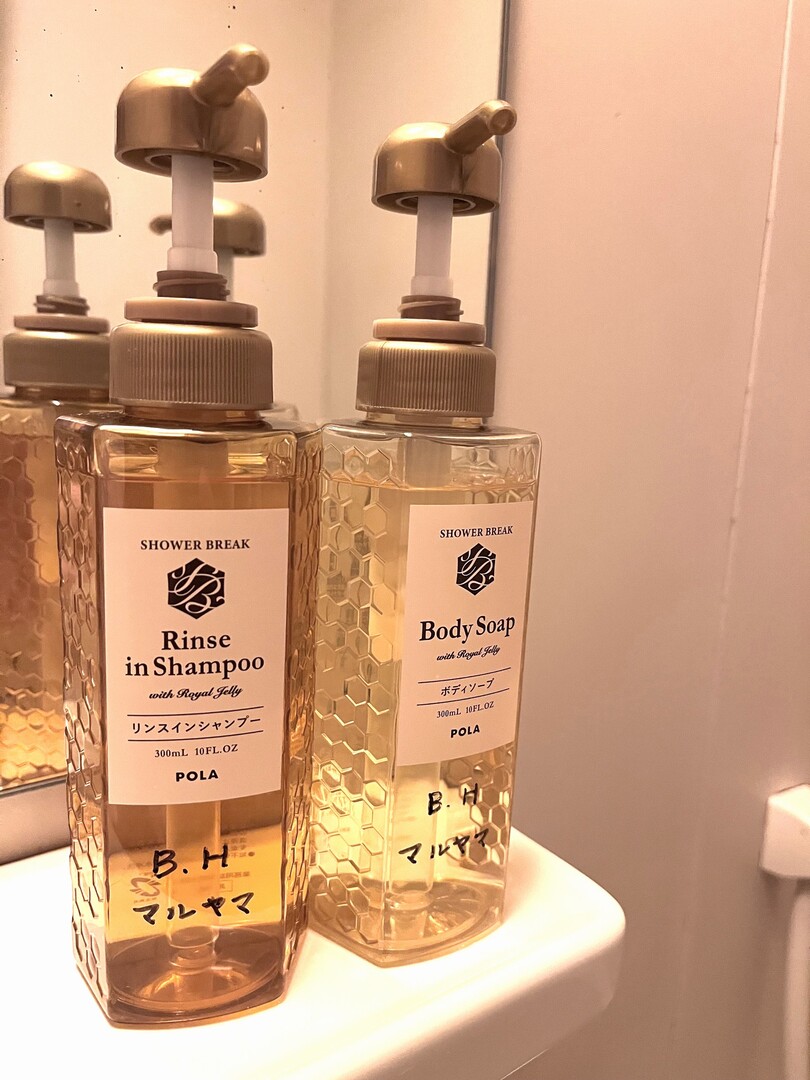 SHOWER BREAK
Rinse
in Shampoo
with Royal Jelly
リンスインシャンプー
300mL 10FL.OZ
POLA
B.H
マルヤマ
SHOWER BREAK
Body Soap
with Royal Jelly
ボディソープ
300mL 10FL.OZ
POLA
B.H
マルヤマ